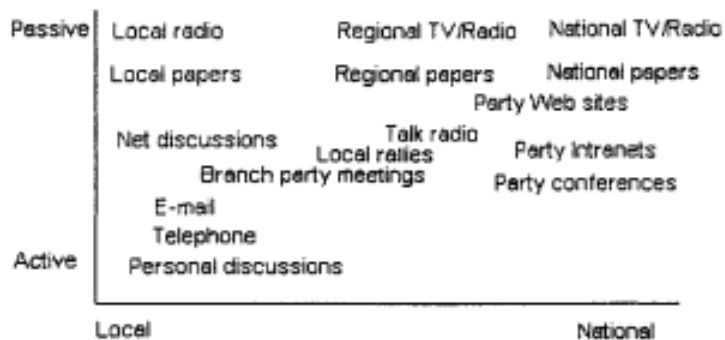 Passive Local radio Regional TV/Radio National TV/Radio
Local papers Regional papers National papers
Party Web sites
Net discussions Talk radio
Local rallies Party Intranets
Branch party meetings Party conferences
E-mail
Telephone
Active Personal discussions
Local National